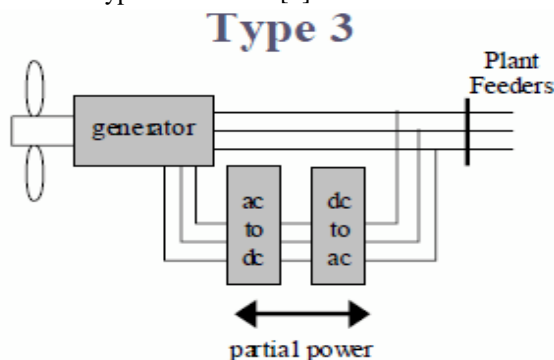 Type 3
Plant
Feeders
generator
ac
to
dc
dc
to
ac
partial power